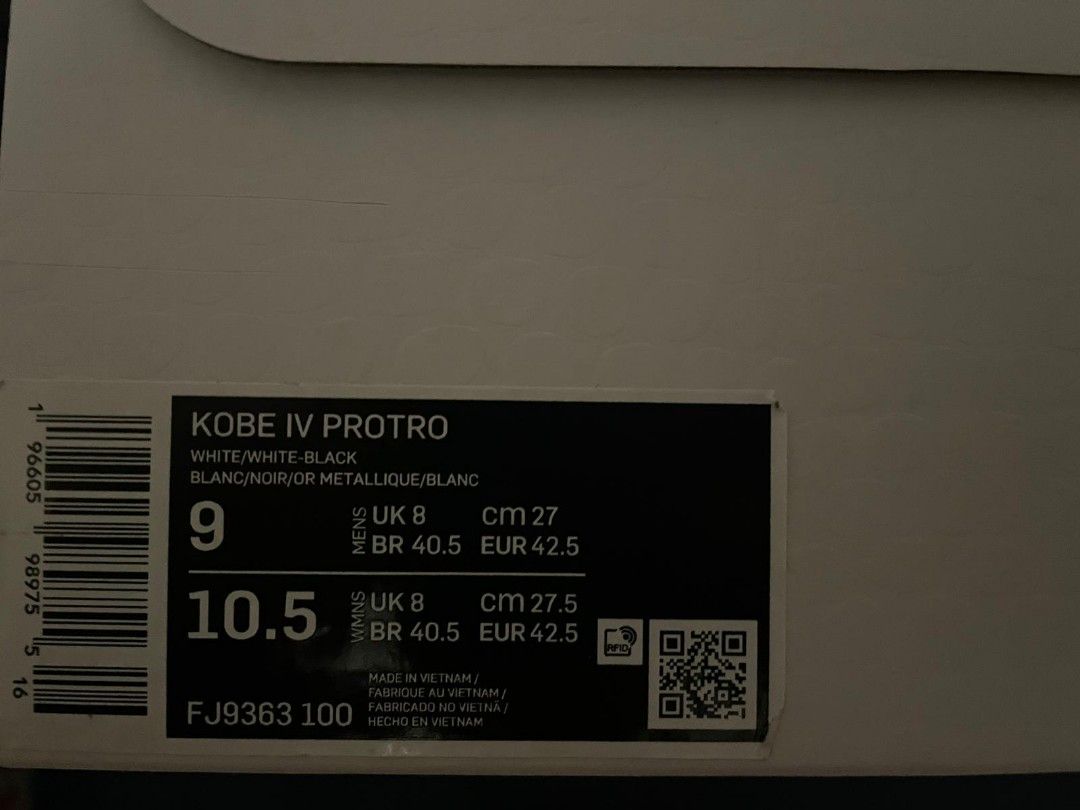 KOBE IV PROTRO
WHITE/WHITE-BLACK
BLANC/NOIR/OR METALLIQUE/BLANC
9
MENS
UK 8
cm 27
BR 40.5
EUR 42.5
10.5
WMNS
UK 8
cm 27.5
BR 40.5
EUR 42.5
RFID
MADE IN VIETNAM /
FABRIQUE AU VIETNAM /
FABRICADO NO VIETNÃ /
HECHO EN VIETNAM
FJ9363 100
1 96605 98975 5 16